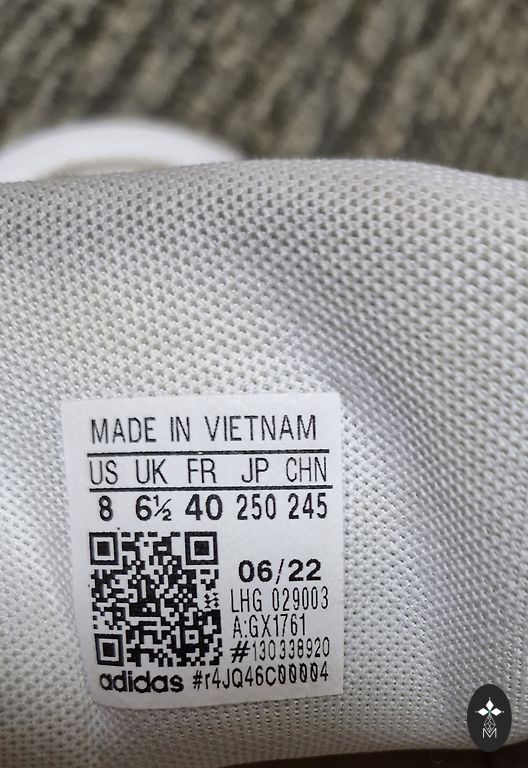 MADE IN VIETNAM
US UK FR JP CHN
8 6½ 40 250 245
06/22
LHG 029003
A:GX1761
#130338920
adidas #r4JQ46C00004
M